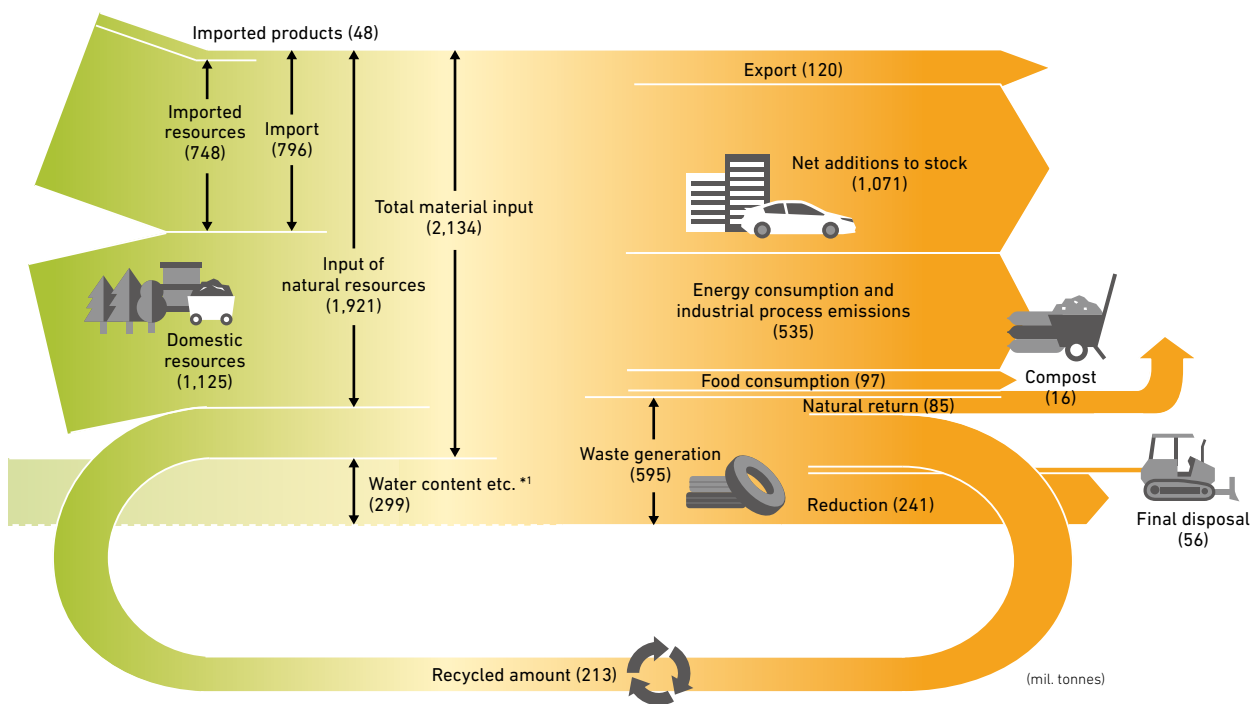 Imported products (48)
Imported
resources
(748)
Import
(796)
Total material input
(2,134)
Input of
natural resources
(1,921)
Domestic
resources
(1,125)
Water content etc. *1
(299)
Export (120)
Net additions to stock
(1,071)
Energy consumption and
industrial process emissions
(535)
Food consumption (97)
Compost
(16)
Natural return (85)
Waste generation
(595)
Reduction (241)
Final disposal
(56)
Recycled amount (213)
(mil. tonnes)